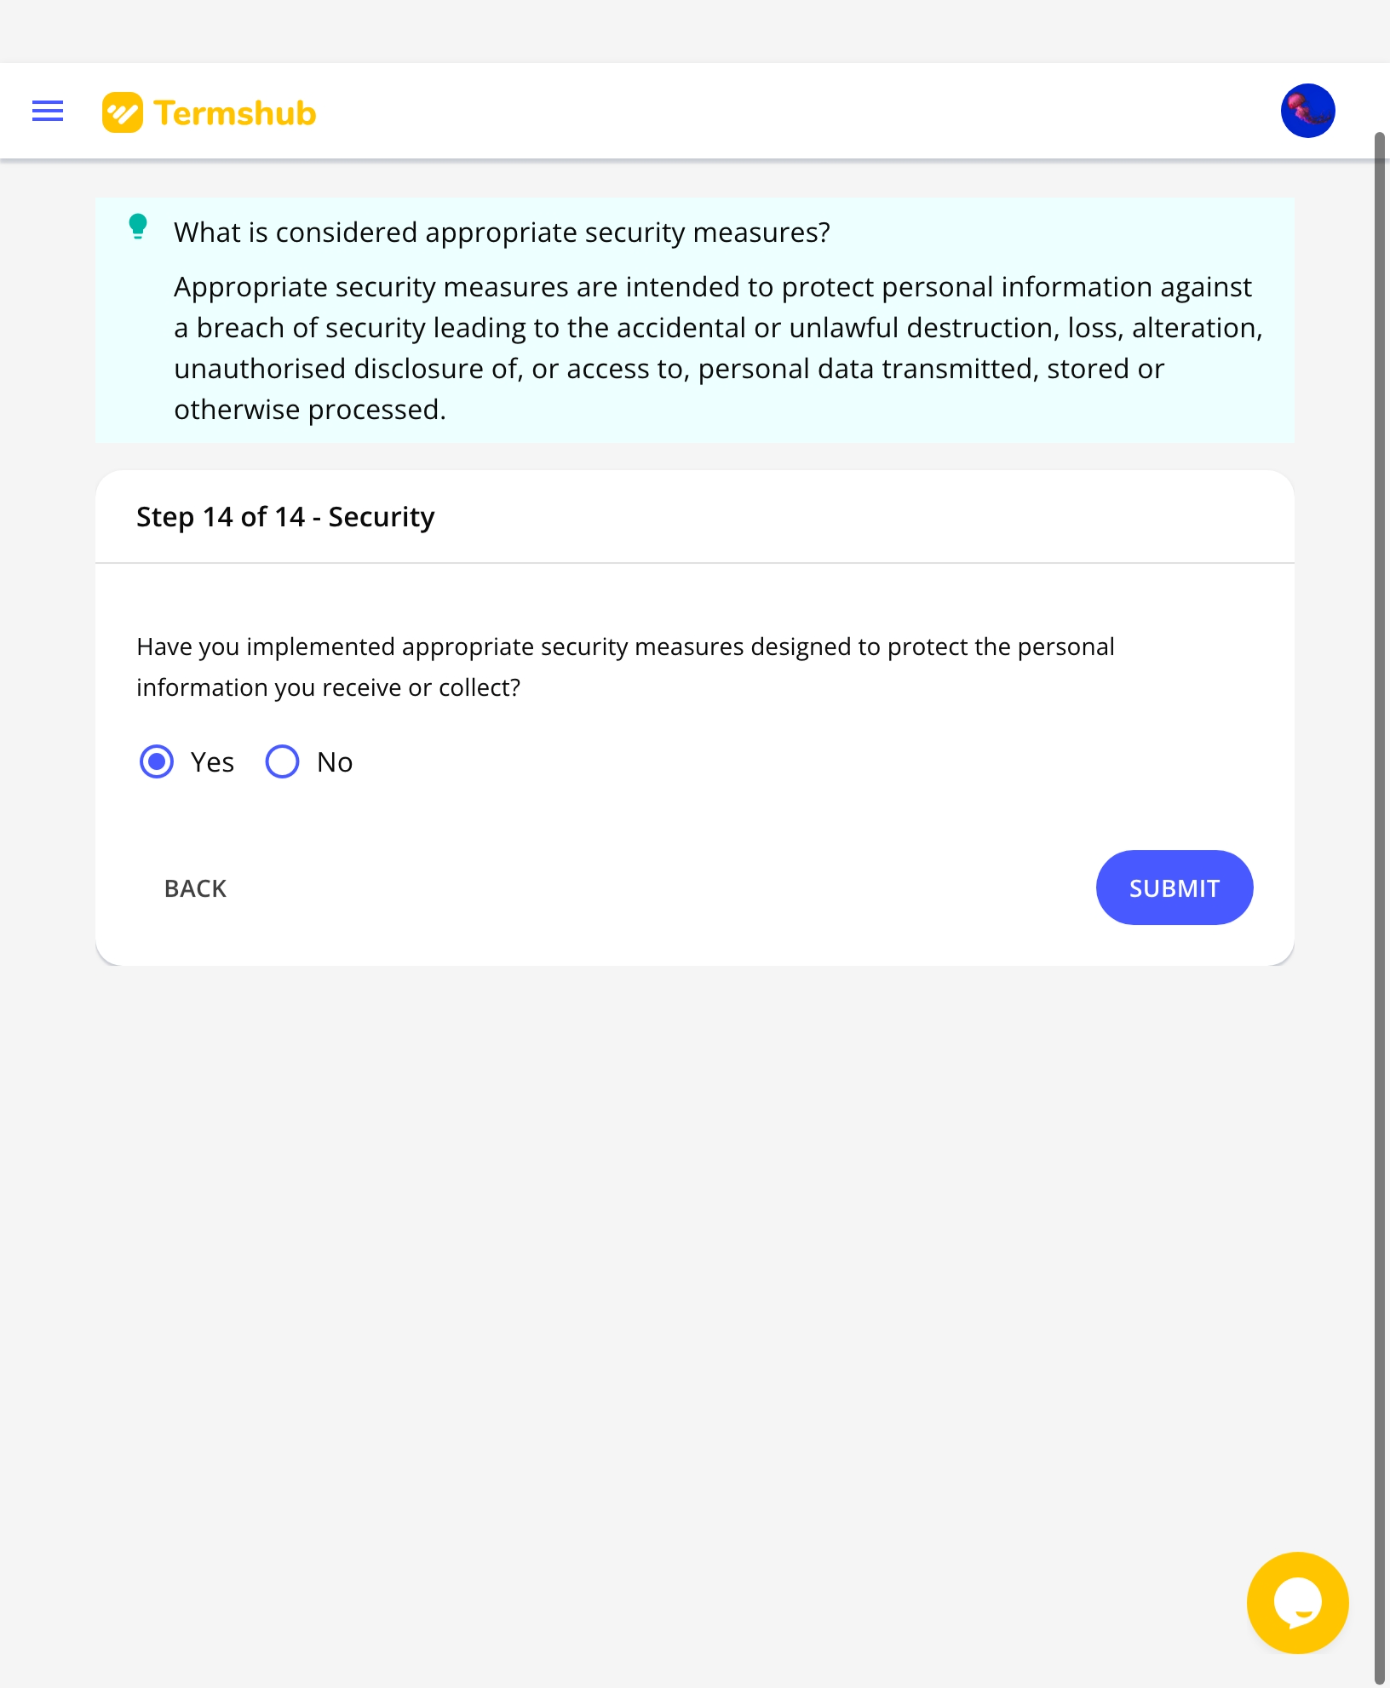 Termshub
What is considered appropriate security measures?
Appropriate security measures are intended to protect personal information against
a breach of security leading to the accidental or unlawful destruction, loss, alteration,
unauthorised disclosure of, or access to, personal data transmitted, stored or
otherwise processed.
Step 14 of 14 - Security
Have you implemented appropriate security measures designed to protect the personal
information you receive or collect?
Yes No
BACK SUBMIT